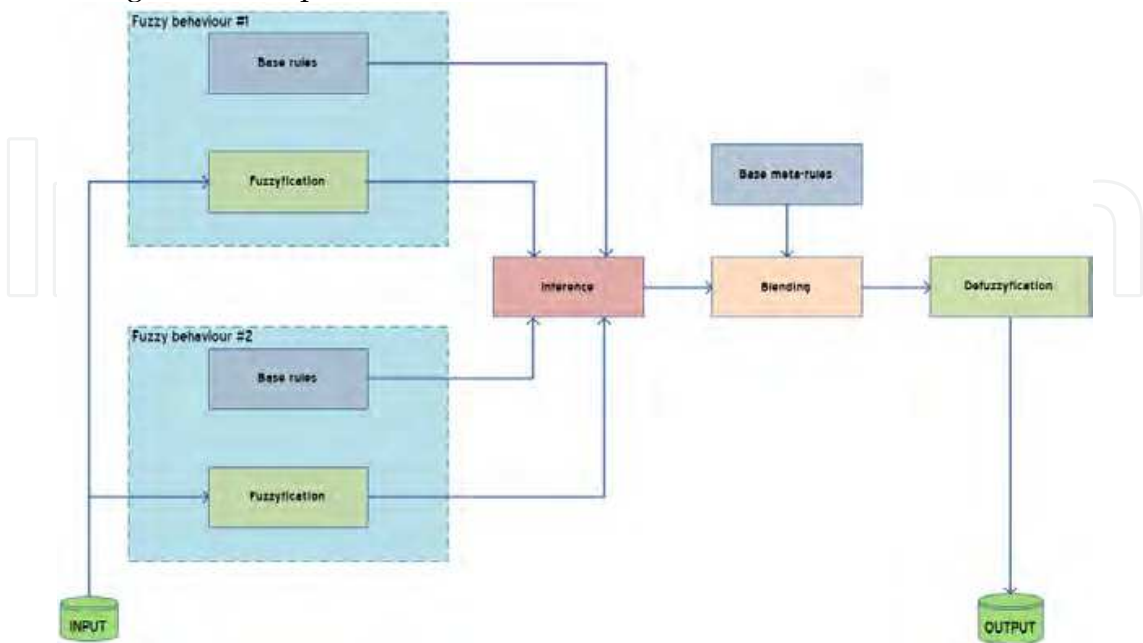 Fuzzy behaviour #1
Base rules
Fuzzyfication
Base meta-rules
Inference
Blending
Defuzzyfication
Fuzzy behaviour #2
Base rules
Fuzzyfication
INPUT
OUTPUT